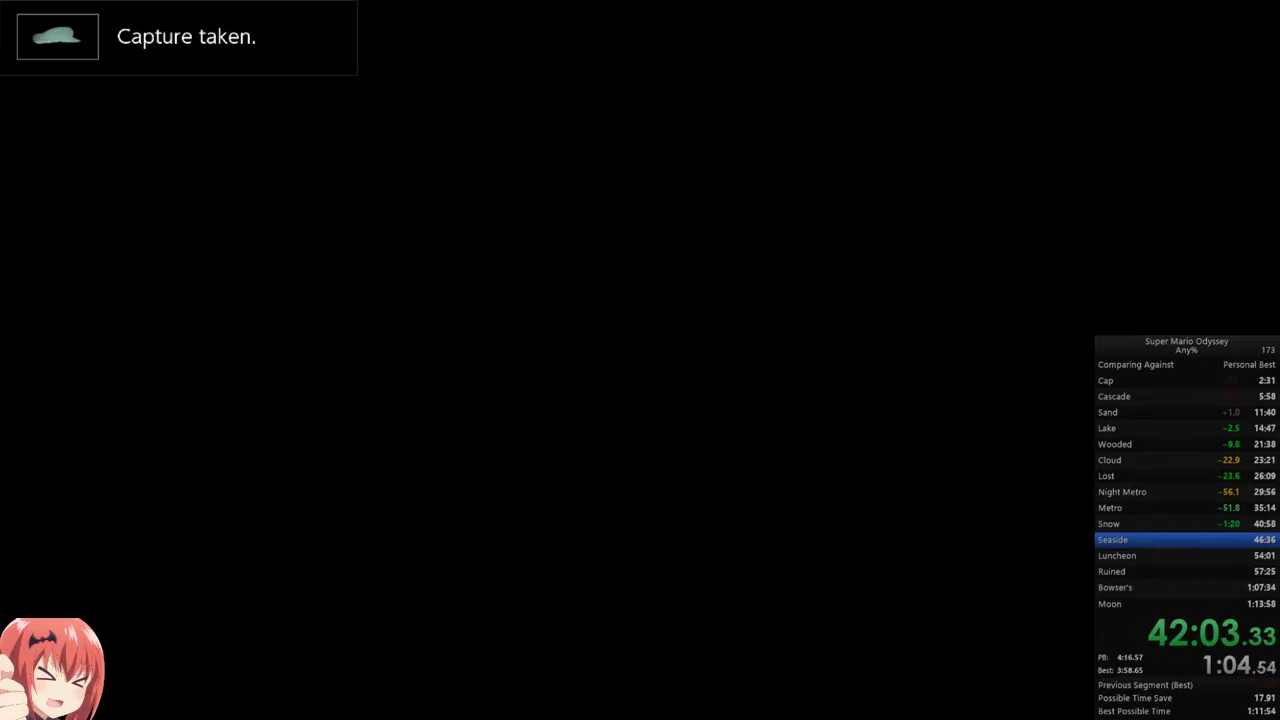 Capture taken.
Super Mario Odyssey
Any% 173
Comparing Against Personal Best
Cap 2:31
Cascade 5:58
Sand +1.0 11:40
Lake −2.5 14:47
Wooded −9.8 21:38
Cloud −22.9 23:21
Lost −23.6 26:09
Night Metro −56.1 29:56
Metro −51.8 35:14
Snow −1:20 40:58
Seaside 46:36
Luncheon 54:01
Ruined 57:25
Bowser's 1:07:34
Moon 1:13:58
42:03.33
PB: 4:16.57
Best: 3:58.65
1:04.54
Previous Segment (Best)
Possible Time Save 17.91
Best Possible Time 1:11:54